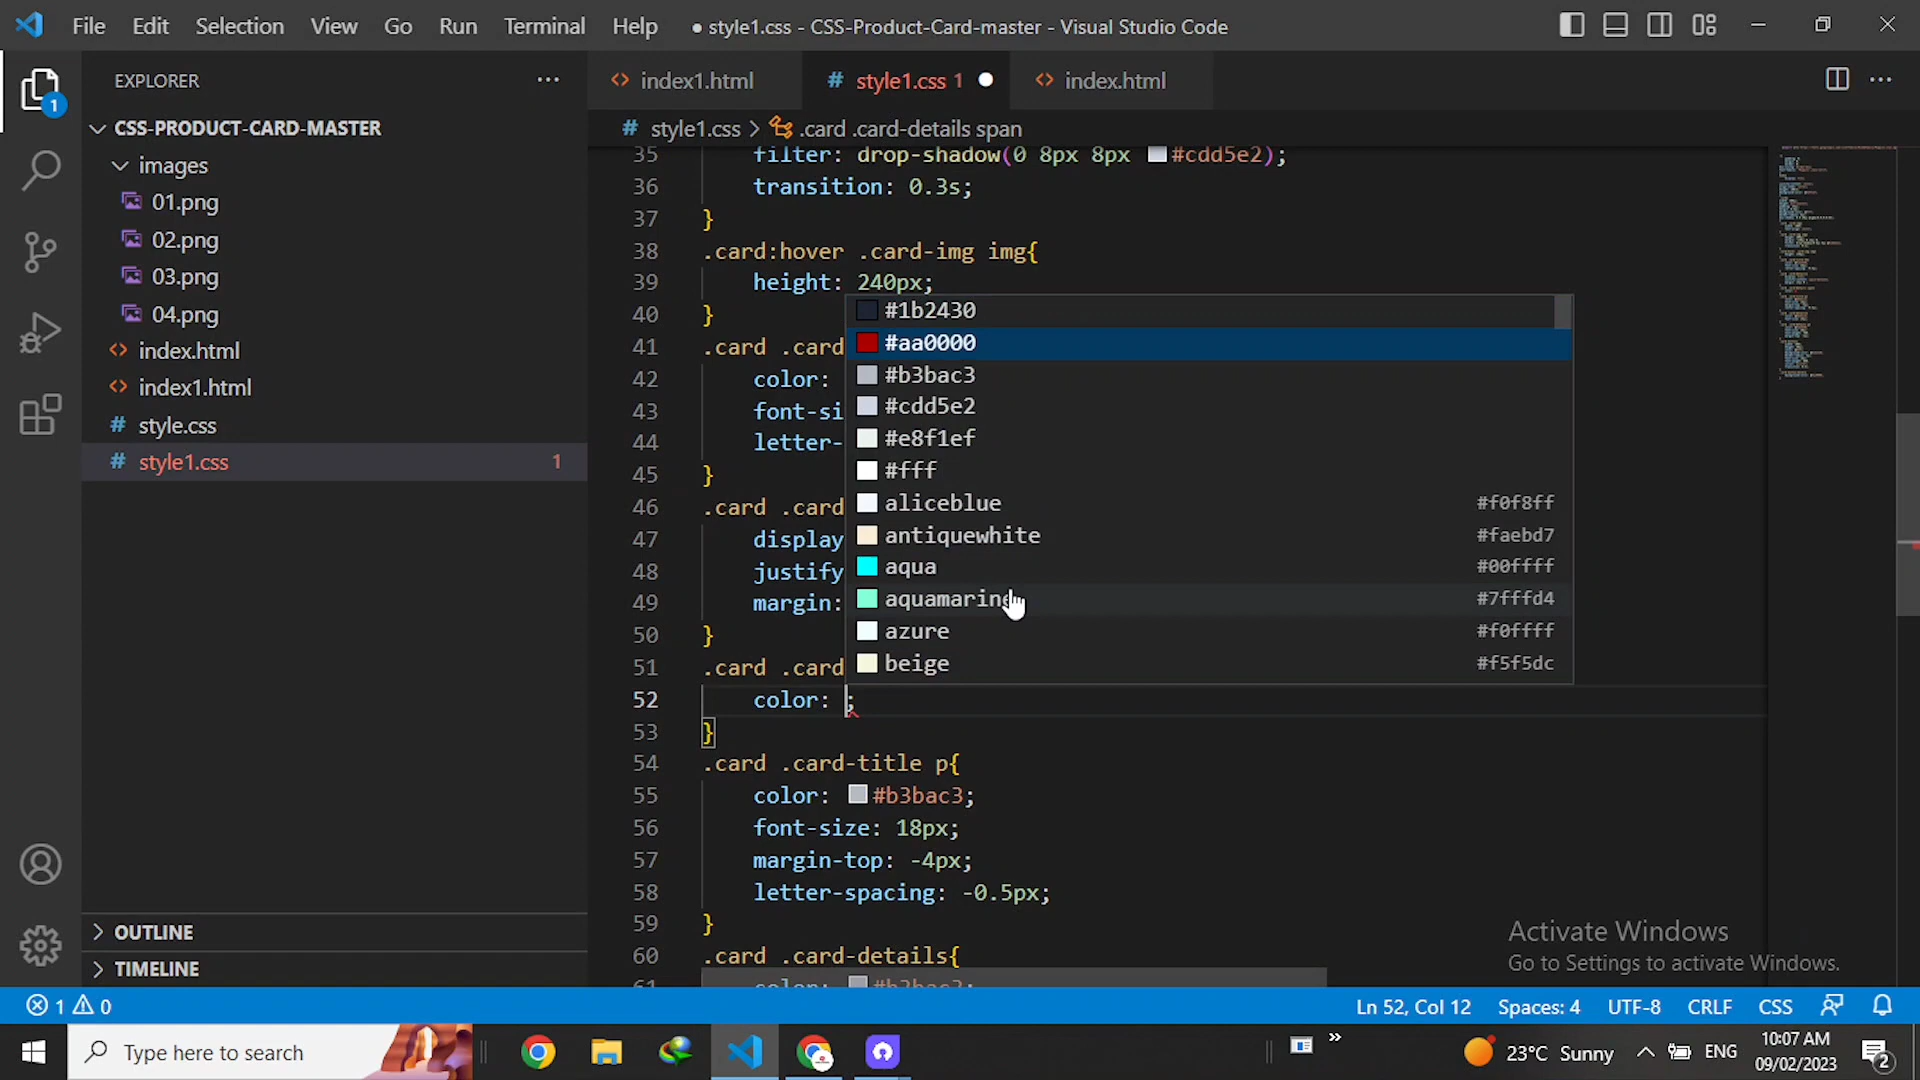 File Edit Selection View Go Run Terminal Help ● style1.css - CSS-Product-Card-master - Visual Studio Code
EXPLORER ···
index1.html # style1.css 1 index.html
CSS-PRODUCT-CARD-MASTER
# style1.css > .card .card-details span
images
01.png
02.png
03.png
04.png
index.html
index1.html
# style.css
# style1.css 1
OUTLINE
TIMELINE
35 filter: drop-shadow(0 8px 8px #cdd5e2);
36 transition: 0.3s;
37 }
38 .card:hover .card-img img{
39 height: 240px;
40 }
41 .card .card
42 color:
43 font-si
44 letter-
45 }
46 .card .card
47 display
48 justify
49 margin:
50 }
51 .card .card
52 color: ;
53 }
54 .card .card-title p{
55 color: #b3bac3;
56 font-size: 18px;
57 margin-top: -4px;
58 letter-spacing: -0.5px;
59 }
60 .card .card-details{
61 color: #b3bac3;
#1b2430
#aa0000
#b3bac3
#cdd5e2
#e8f1ef
#fff
aliceblue #f0f8ff
antiquewhite #faebd7
aqua #00ffff
aquamarine #7fffd4
azure #f0ffff
beige #f5f5dc
Activate Windows
Go to Settings to activate Windows.
1 0 Ln 52, Col 12 Spaces: 4 UTF-8 CRLF CSS
Type here to search
23°C Sunny ENG 10:07 AM
09/02/2023 2